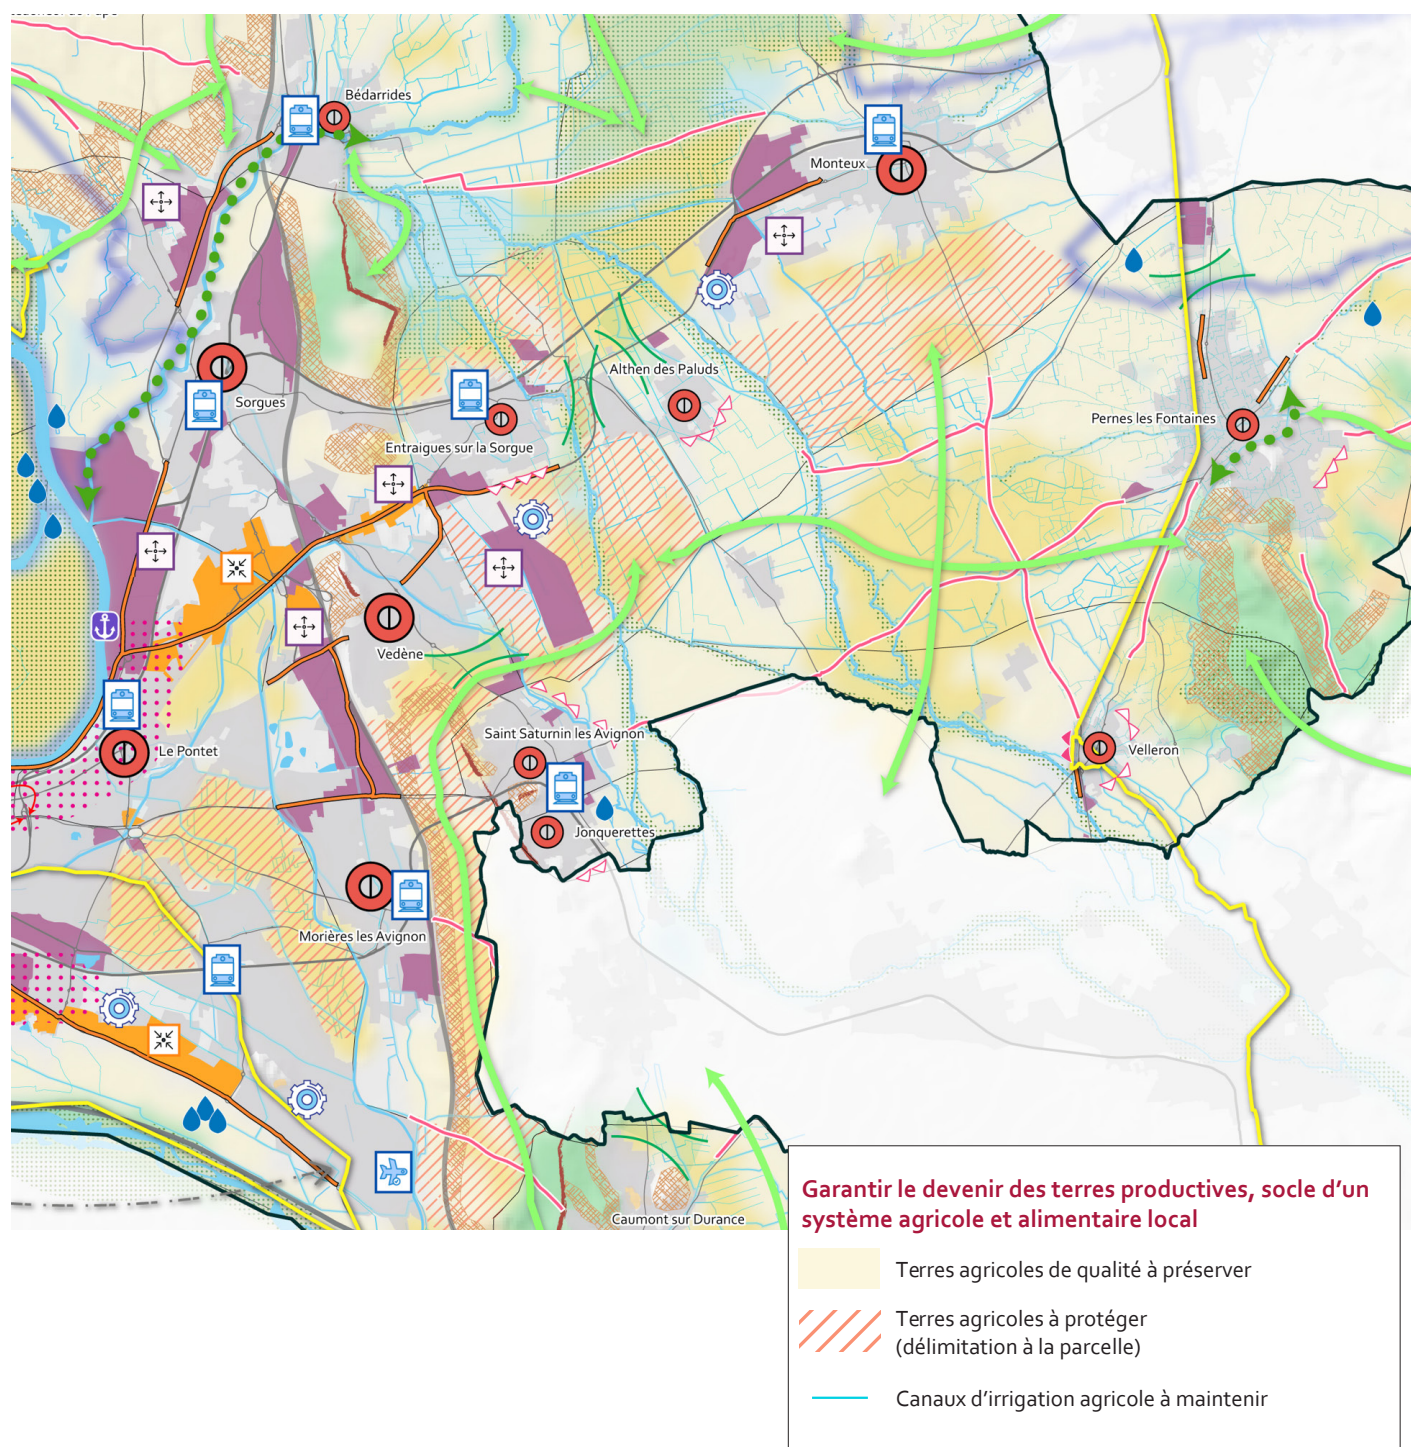 Bédarrides
Monteux
Sorgues
Althen des Paluds
Entraigues sur la Sorgue
Pernes les Fontaines
Vedène
Saint Saturnin les Avignon
Le Pontet
Velleron
Jonquerettes
Morières les Avignon
Caumont sur Durance
Garantir le devenir des terres productives, socle d'un
système agricole et alimentaire local
Terres agricoles de qualité à préserver
Terres agricoles à protéger
(délimitation à la parcelle)
Canaux d'irrigation agricole à maintenir